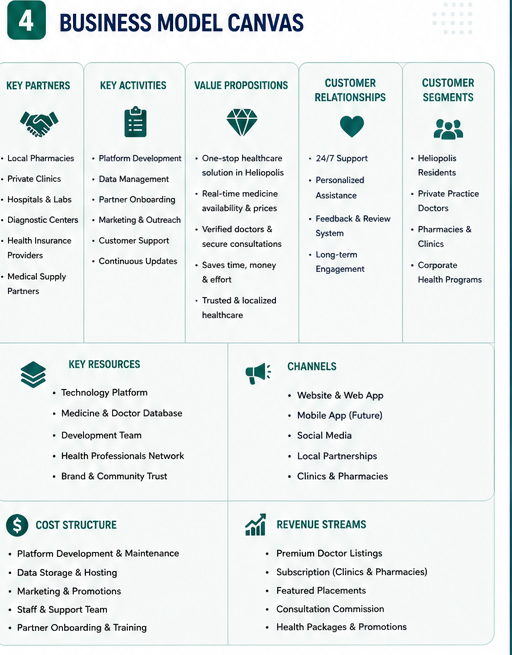 4
BUSINESS MODEL CANVAS
KEY PARTNERS
• Local Pharmacies
• Private Clinics
• Hospitals & Labs
• Diagnostic Centers
• Health Insurance
Providers
• Medical Supply
Partners
KEY ACTIVITIES
• Platform Development
• Data Management
• Partner Onboarding
• Marketing & Outreach
• Customer Support
• Continuous Updates
VALUE PROPOSITIONS
• One-stop healthcare
solution in Heliopolis
• Real-time medicine
availability & prices
• Verified doctors &
secure consultations
• Saves time, money
& effort
• Trusted & localized
healthcare
CUSTOMER
RELATIONSHIPS
• 24/7 Support
• Personalized
Assistance
• Feedback & Review
System
• Long-term
Engagement
CUSTOMER
SEGMENTS
• Heliopolis
Residents
• Private Practice
Doctors
• Pharmacies &
Clinics
• Corporate
Health Programs
KEY RESOURCES
• Technology Platform
• Medicine & Doctor Database
• Development Team
• Health Professionals Network
• Brand & Community Trust
CHANNELS
• Website & Web App
• Mobile App (Future)
• Social Media
• Local Partnerships
• Clinics & Pharmacies
$
COST STRUCTURE
• Platform Development & Maintenance
• Data Storage & Hosting
• Marketing & Promotions
• Staff & Support Team
• Partner Onboarding & Training
REVENUE STREAMS
• Premium Doctor Listings
• Subscription (Clinics & Pharmacies)
• Featured Placements
• Consultation Commission
• Health Packages & Promotions